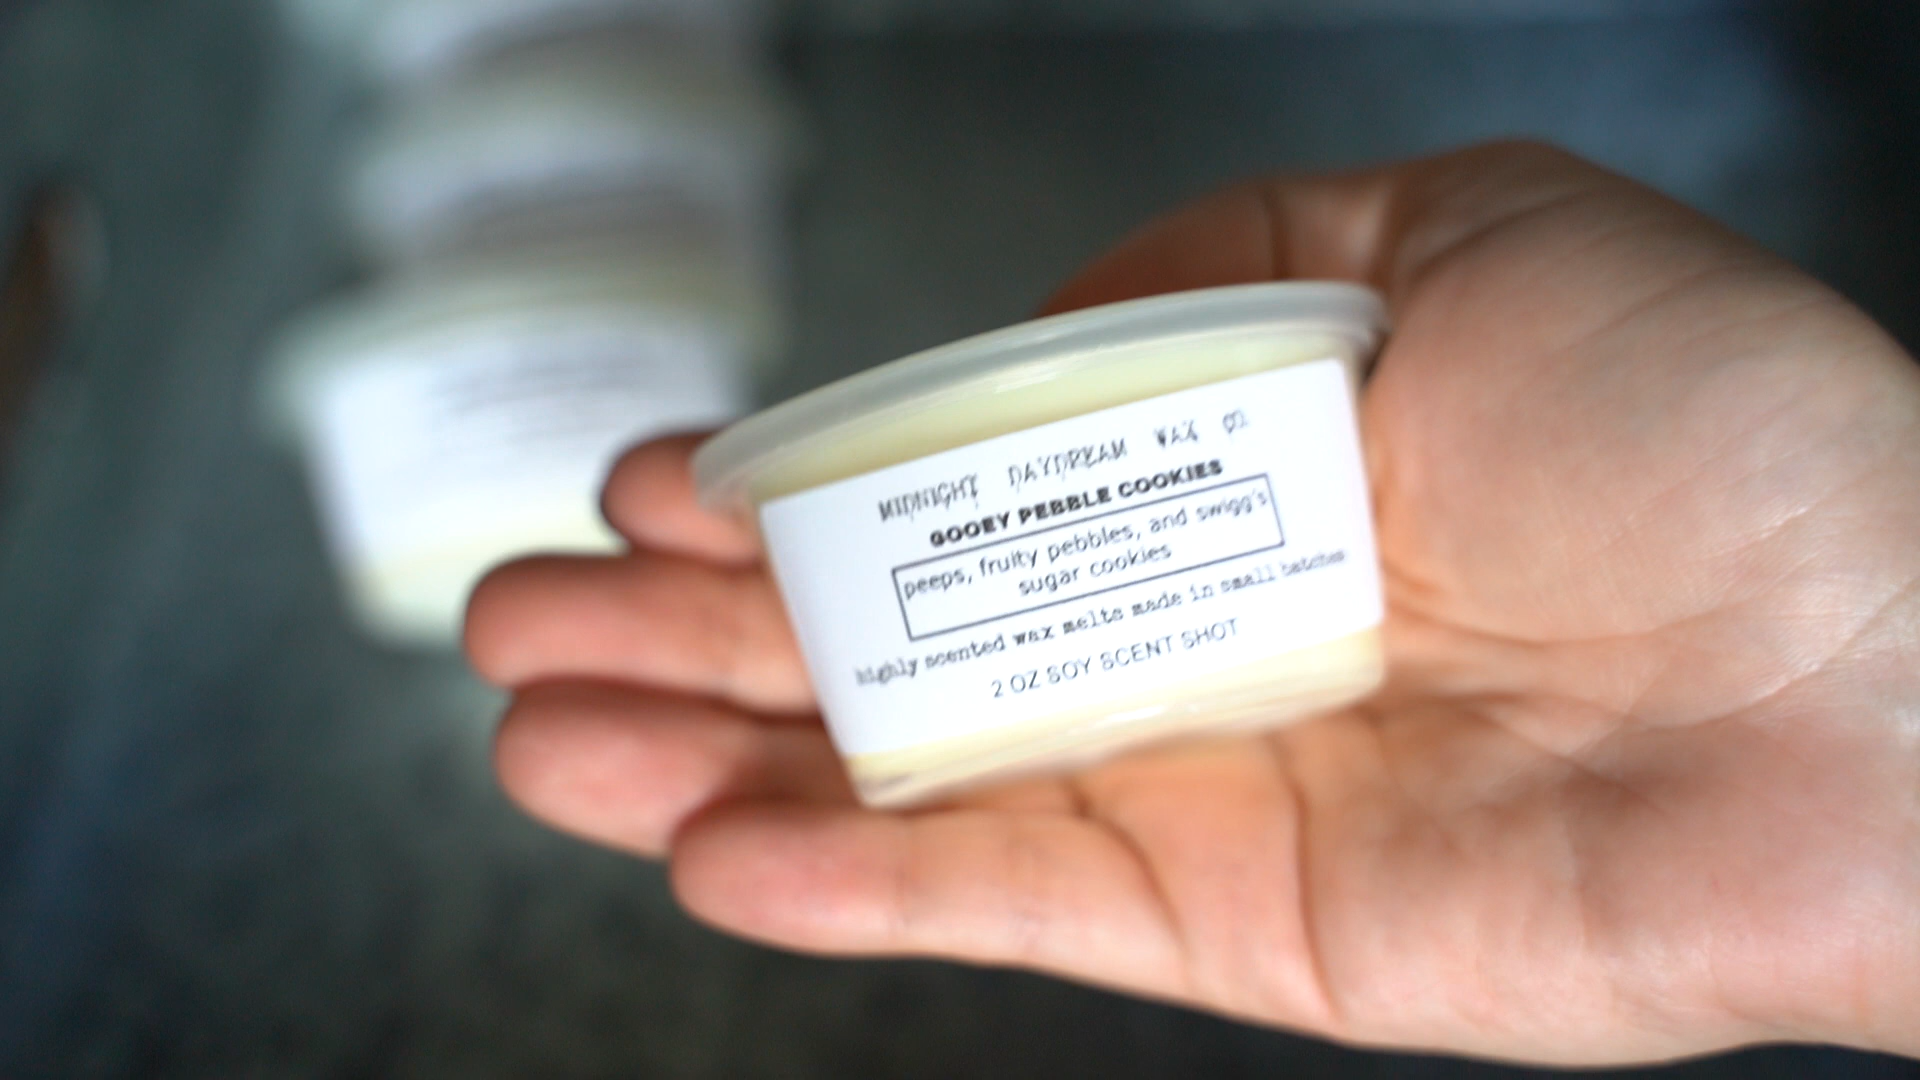 MIDNIGHT DAYDREAM WAX CO.
GOOEY PEBBLE COOKIES
peeps, fruity pebbles, and swigg's
sugar cookies
highly scented wax melts made in small batches
2 OZ SOY SCENT SHOT